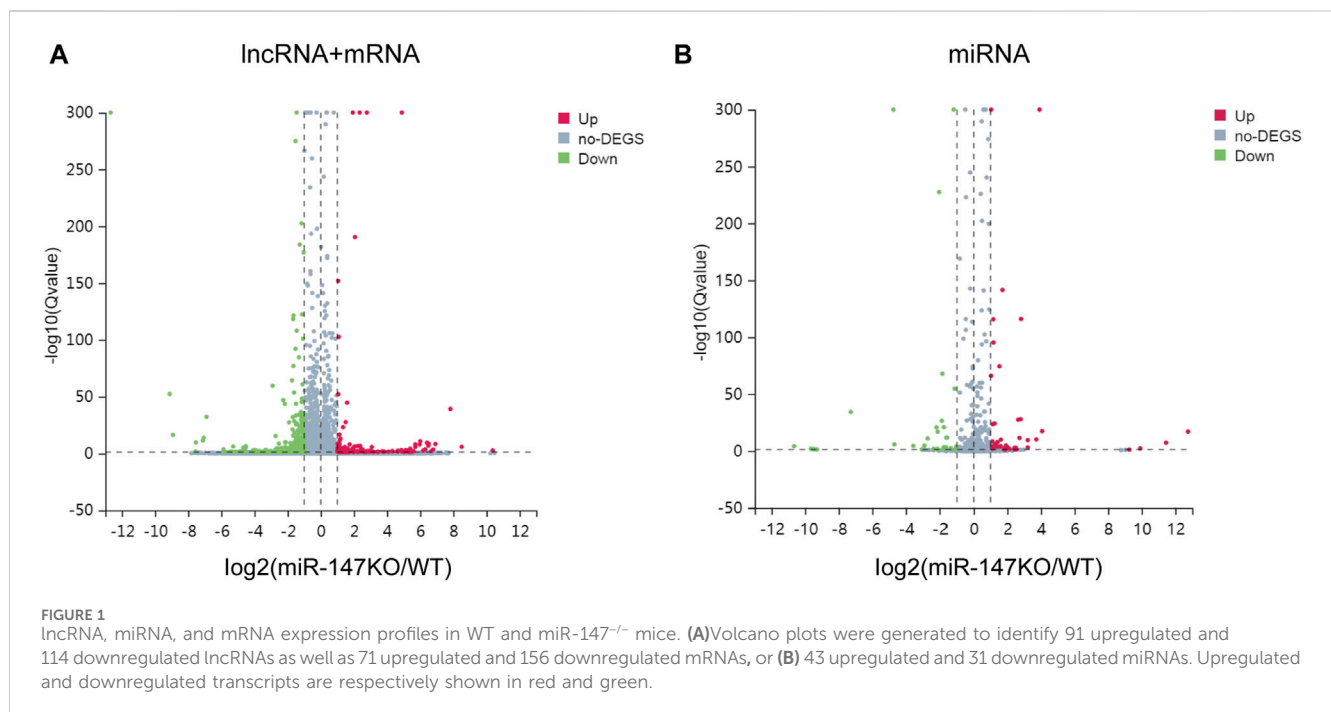 A
lncRNA+mRNA
300
250
200
150
100
50
0
-50
-log10(Qvalue)
-12 -10 -8 -6 -4 -2 0 2 4 6 8 10 12
log2(miR-147KO/WT)
Up
no-DEGS
Down
B
miRNA
300
250
200
150
100
50
0
-50
-log10(Qvalue)
-12 -10 -8 -6 -4 -2 0 2 4 6 8 10 12
log2(miR-147KO/WT)
Up
no-DEGS
Down
FIGURE 1
lncRNA, miRNA, and mRNA expression profiles in WT and miR-147−/− mice. (A)Volcano plots were generated to identify 91 upregulated and
114 downregulated lncRNAs as well as 71 upregulated and 156 downregulated mRNAs, or (B) 43 upregulated and 31 downregulated miRNAs. Upregulated
and downregulated transcripts are respectively shown in red and green.